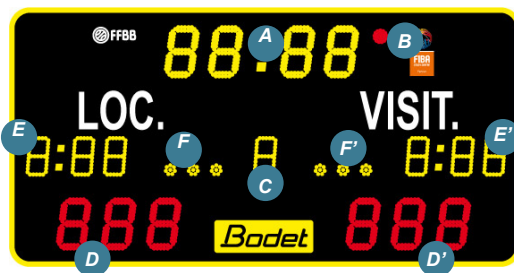 FFBB
88:88
A
B
FIBA
LOC.
VISIT.
E
8:88
F
8
F'
8:88
E'
C
888
Bodet
888
D
D'